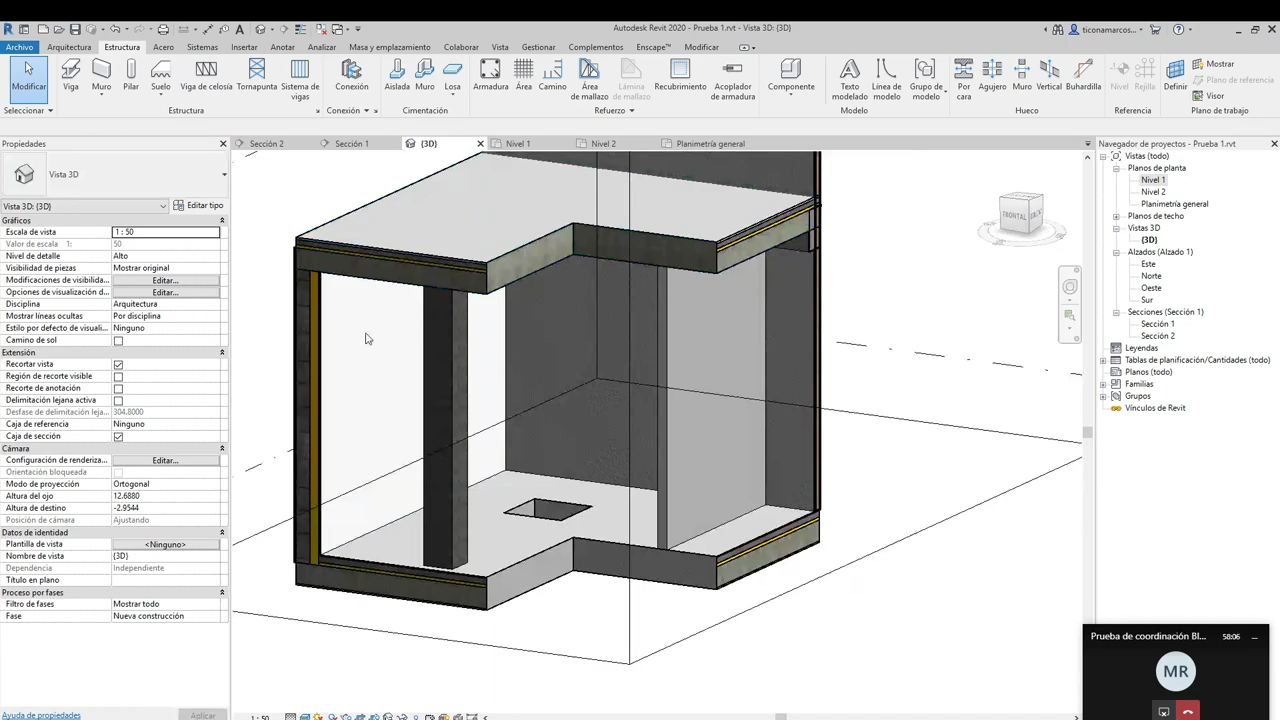 Autodesk Revit 2020 - Prueba 1.rvt - Vista 3D: {3D}
ticonamarcos...
Archivo Arquitectura Estructura Acero Sistemas Insertar Anotar Analizar Masa y emplazamiento Colaborar Vista Gestionar Complementos Enscape™ Modificar
Modificar Viga Muro Pilar Suelo Viga de celosía Tornapunta Sistema de vigas Conexión Aislada Muro Losa Armadura Área Camino Área de mallazo Lámina de mallazo Recubrimiento Acoplador de armadura Componente Texto modelado Línea de modelo Grupo de modelo Por cara Agujero Muro Vertical Buhardilla Nivel Rejilla Definir Mostrar Plano de referencia Visor
Seleccionar Estructura Conexión Cimentación Refuerzo Modelo Hueco Referencia Plano de trabajo
Propiedades
Vista 3D
Vista 3D: {3D} Editar tipo
Gráficos
Escala de vista 1 : 50
Valor de escala 1: 50
Nivel de detalle Alto
Visibilidad de piezas Mostrar original
Modificaciones de visibilida... Editar...
Opciones de visualización d... Editar...
Disciplina Arquitectura
Mostrar líneas ocultas Por disciplina
Estilo por defecto de visuali... Ninguno
Camino de sol
Extensión
Recortar vista
Región de recorte visible
Recorte de anotación
Delimitación lejana activa
Desfase de delimitación leja... 304.8000
Caja de referencia Ninguno
Caja de sección
Cámara
Configuración de renderiza... Editar...
Orientación bloqueada
Modo de proyección Ortogonal
Altura del ojo 12.6880
Altura de destino -2.9544
Posición de cámara Ajustando
Datos de identidad
Plantilla de vista <Ninguno>
Nombre de vista {3D}
Dependencia Independiente
Título en plano
Proceso por fases
Filtro de fases Mostrar todo
Fase Nueva construcción
Ayuda de propiedades Aplicar
Sección 2 Sección 1 {3D} Nivel 1 Nivel 2 Planimetría general
FRONTAL
1 : 50
Navegador de proyectos - Prueba 1.rvt
Vistas (todo)
Planos de planta
Nivel 1
Nivel 2
Planimetría general
Planos de techo
Vistas 3D
{3D}
Alzados (Alzado 1)
Este
Norte
Oeste
Sur
Secciones (Sección 1)
Sección 1
Sección 2
Leyendas
Tablas de planificación/Cantidades (todo)
Planos (todo)
Familias
Grupos
Vínculos de Revit
Prueba de coordinación BI... 58:06
MR